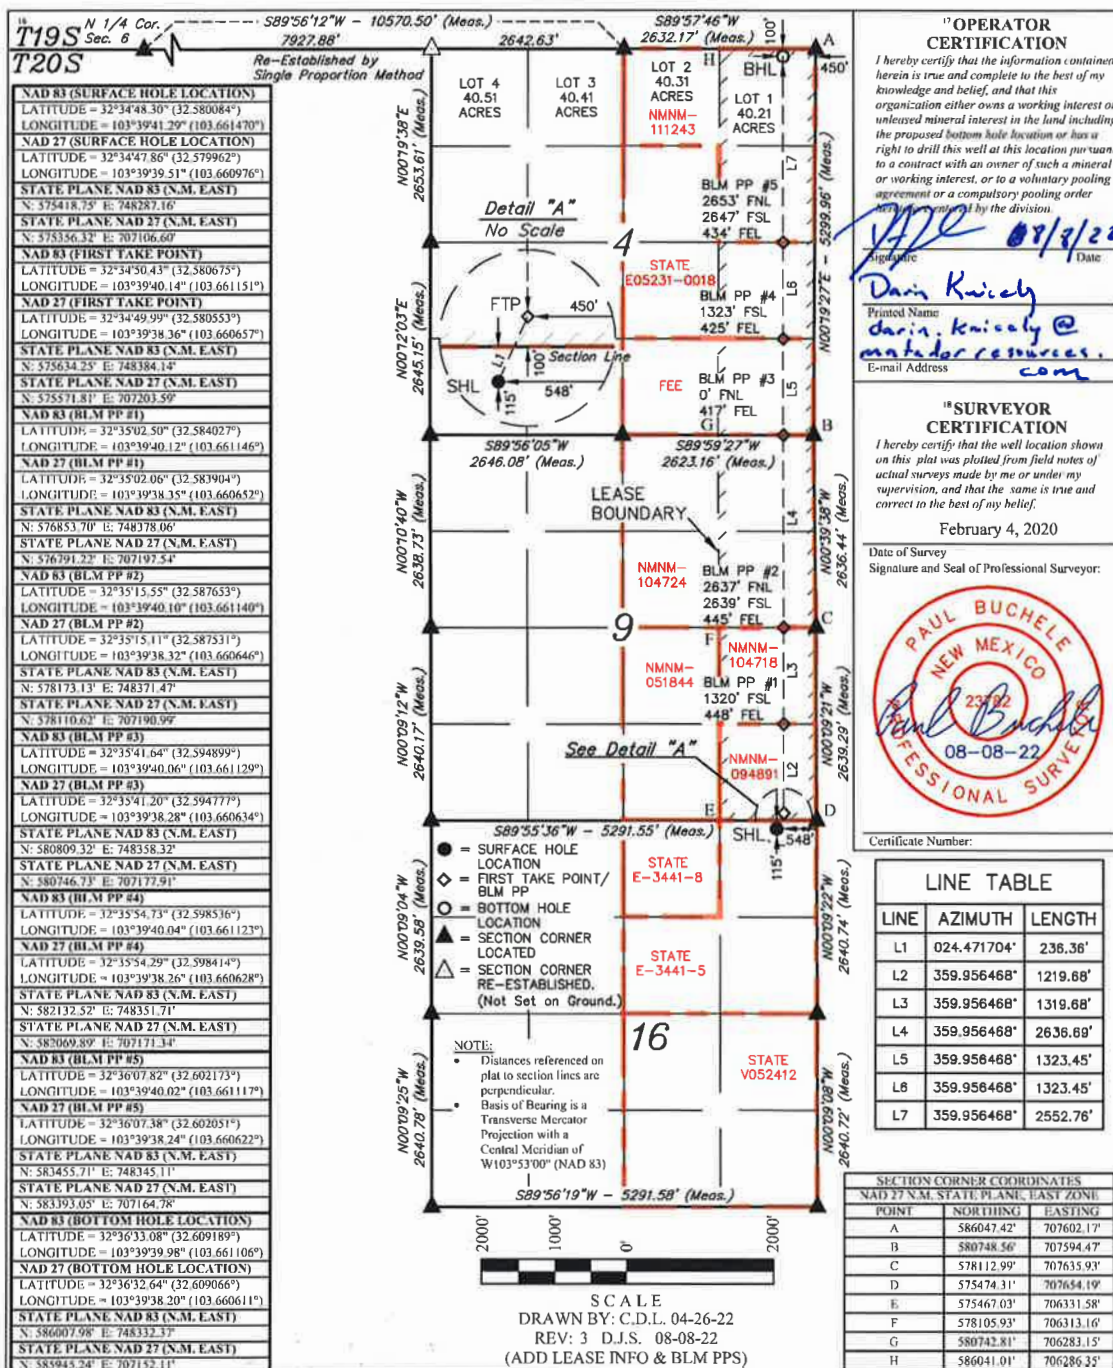 16
T19S
T20S
N 1/4 Cor.
Sec. 6
S89°56'12"W - 10570.50' (Meas.)
7927.88'
2642.63'
Re-Established by
Single Proportion Method
S89°57'46"W
2632.17' (Meas.)
100'
A
H
BHL
450'
NAD 83 (SURFACE HOLE LOCATION)
LATITUDE = 32°34'48.30" (32.580084°)
LONGITUDE = 103°39'41.29" (103.661470°)
NAD 27 (SURFACE HOLE LOCATION)
LATITUDE = 32°34'47.86" (32.579962°)
LONGITUDE = 103°39'39.51" (103.660976°)
STATE PLANE NAD 83 (N.M. EAST)
N: 575418.75' E: 748287.16'
STATE PLANE NAD 27 (N.M. EAST)
N: 575356.32' E: 707106.60'
NAD 83 (FIRST TAKE POINT)
LATITUDE = 32°34'50.43" (32.580675°)
LONGITUDE = 103°39'40.14" (103.661151°)
NAD 27 (FIRST TAKE POINT)
LATITUDE = 32°34'49.99" (32.580553°)
LONGITUDE = 103°39'38.36" (103.660657°)
STATE PLANE NAD 83 (N.M. EAST)
N: 575634.25' E: 748384.14'
STATE PLANE NAD 27 (N.M. EAST)
N: 575571.81' E: 707203.59'
NAD 83 (BLM PP #1)
LATITUDE = 32°35'02.50" (32.584027°)
LONGITUDE = 103°39'40.12" (103.661146°)
NAD 27 (BLM PP #1)
LATITUDE = 32°35'02.06" (32.583904°)
LONGITUDE = 103°39'38.35" (103.660652°)
STATE PLANE NAD 83 (N.M. EAST)
N: 576853.70' E: 748378.06'
STATE PLANE NAD 27 (N.M. EAST)
N: 576791.22' E: 707197.54'
NAD 83 (BLM PP #2)
LATITUDE = 32°35'15.55" (32.587653°)
LONGITUDE = 103°39'40.10" (103.661140°)
NAD 27 (BLM PP #2)
LATITUDE = 32°35'15.11" (32.587531°)
LONGITUDE = 103°39'38.32" (103.660646°)
STATE PLANE NAD 83 (N.M. EAST)
N: 578173.13' E: 748371.47'
STATE PLANE NAD 27 (N.M. EAST)
N: 578110.62' E: 707190.99'
NAD 83 (BLM PP #3)
LATITUDE = 32°35'41.64" (32.594899°)
LONGITUDE = 103°39'40.06" (103.661129°)
NAD 27 (BLM PP #3)
LATITUDE = 32°35'41.20" (32.594777°)
LONGITUDE = 103°39'38.28" (103.660634°)
STATE PLANE NAD 83 (N.M. EAST)
N: 580809.32' E: 748358.32'
STATE PLANE NAD 27 (N.M. EAST)
N: 580746.73' E: 707177.91'
NAD 83 (BLM PP #4)
LATITUDE = 32°35'54.73" (32.598536°)
LONGITUDE = 103°39'40.04" (103.661123°)
NAD 27 (BLM PP #4)
LATITUDE = 32°35'54.29" (32.598414°)
LONGITUDE = 103°39'38.26" (103.660628°)
STATE PLANE NAD 83 (N.M. EAST)
N: 582132.52' E: 748351.71'
STATE PLANE NAD 27 (N.M. EAST)
N: 582069.89' E: 707171.34'
NAD 83 (BLM PP #5)
LATITUDE = 32°36'07.82" (32.602173°)
LONGITUDE = 103°39'40.02" (103.661117°)
NAD 27 (BLM PP #5)
LATITUDE = 32°36'07.38" (32.602051°)
LONGITUDE = 103°39'38.24" (103.660622°)
STATE PLANE NAD 83 (N.M. EAST)
N: 583455.71' E: 748345.11'
STATE PLANE NAD 27 (N.M. EAST)
N: 583393.05' E: 707164.78'
NAD 83 (BOTTOM HOLE LOCATION)
LATITUDE = 32°36'33.08" (32.609189°)
LONGITUDE = 103°39'39.98" (103.661106°)
NAD 27 (BOTTOM HOLE LOCATION)
LATITUDE = 32°36'32.64" (32.609066°)
LONGITUDE = 103°39'38.20" (103.660611°)
STATE PLANE NAD 83 (N.M. EAST)
N: 586007.98' E: 748332.37'
STATE PLANE NAD 27 (N.M. EAST)
N: 585945.24' E: 707152.11'
LOT 4
40.51
ACRES
LOT 3
40.41
ACRES
LOT 2
40.31
ACRES
NMNM-
111243
LOT 1
40.21
ACRES
L7
N00°19'38"E
2653.61' (Meas.)
BLM PP #5
2653' FNL
2647' FSL
434' FEL
N00°19'27"E - 5299.96' (Meas.)
Detail "A"
No Scale
4
FTP
450'
L1
100'
Section Line
SHL
548'
115'
STATE
E05231-0018
BLM PP #4
1323' FSL
425' FEL
L6
N00°12'03"E
2645.15' (Meas.)
FEE
BLM PP #3
0' FNL
417' FEL
L5
G
B
S89°56'05"W
2646.08' (Meas.)
S89°59'27"W
2623.16' (Meas.)
LEASE
BOUNDARY
L4
N00°10'40"W
2638.73' (Meas.)
N00°39'38"W
2636.44' (Meas.)
NMNM-
104724
BLM PP #2
2637' FNL
2639' FSL
445' FEL
9
F
C
NMNM-
104718
NMNM-
051844
BLM PP #1
1320' FSL
448' FEL
L3
N00°09'12"W
2640.17' (Meas.)
N00°09'21"W
2639.29' (Meas.)
See Detail "A"
NMNM-
094891
L2
E
D
S89°55'36"W - 5291.55' (Meas.)
SHL
548'
115'
= SURFACE HOLE
LOCATION
= FIRST TAKE POINT/
BLM PP
= BOTTOM HOLE
LOCATION
= SECTION CORNER
LOCATED
= SECTION CORNER
RE-ESTABLISHED.
(Not Set on Ground.)
STATE
E-3441-8
STATE
E-3441-5
N00°09'04"W
2639.58' (Meas.)
N00°09'22"W
2640.74' (Meas.)
16
STATE
V052412
NOTE:
• Distances referenced on
plat to section lines are
perpendicular.
• Basis of Bearing is a
Transverse Mercator
Projection with a
Central Meridian of
W103°53'00" (NAD 83)
N00°09'25"W
2640.78' (Meas.)
N00°09'08"W
2640.72' (Meas.)
S89°56'19"W - 5291.58' (Meas.)
2000'
1000'
0'
2000'
SCALE
DRAWN BY: C.D.L. 04-26-22
REV: 3 D.J.S. 08-08-22
(ADD LEASE INFO & BLM PPS)
17 OPERATOR
CERTIFICATION
I hereby certify that the information contained
herein is true and complete to the best of my
knowledge and belief, and that this
organization either owns a working interest or
unleased mineral interest in the land including
the proposed bottom hole location or has a
right to drill this well at this location pursuant
to a contract with an owner of such a mineral
or working interest, or to a voluntary pooling
agreement or a compulsory pooling order
entered by the division.
08/8/22
Signature
Date
Darin Knicely
Printed Name
darin.knicely@
matadorresources.
com
E-mail Address
18 SURVEYOR
CERTIFICATION
I hereby certify that the well location shown
on this plat was plotted from field notes of
actual surveys made by me or under my
supervision, and that the same is true and
correct to the best of my belief.
February 4, 2020
Date of Survey
Signature and Seal of Professional Surveyor:
PAUL BUCHELE
NEW MEXICO
23782
Paul Buchele
08-08-22
PROFESSIONAL SURVEYOR
Certificate Number:
LINE TABLE
LINE AZIMUTH LENGTH
L1 024.471704° 236.36'
L2 359.956468° 1219.68'
L3 359.956468° 1319.68'
L4 359.956468° 2636.69'
L5 359.956468° 1323.45'
L6 359.956468° 1323.45'
L7 359.956468° 2552.76'
SECTION CORNER COORDINATES
NAD 27 N.M. STATE PLANE, EAST ZONE
POINT NORTHING EASTING
A 586047.42' 707602.17'
B 580748.56' 707594.47'
C 578112.99' 707635.93'
D 575474.31' 707654.19'
E 575467.03' 706331.58'
F 578105.93' 706313.16'
G 580742.81' 706283.15'
H 586041.01' 706286.35'